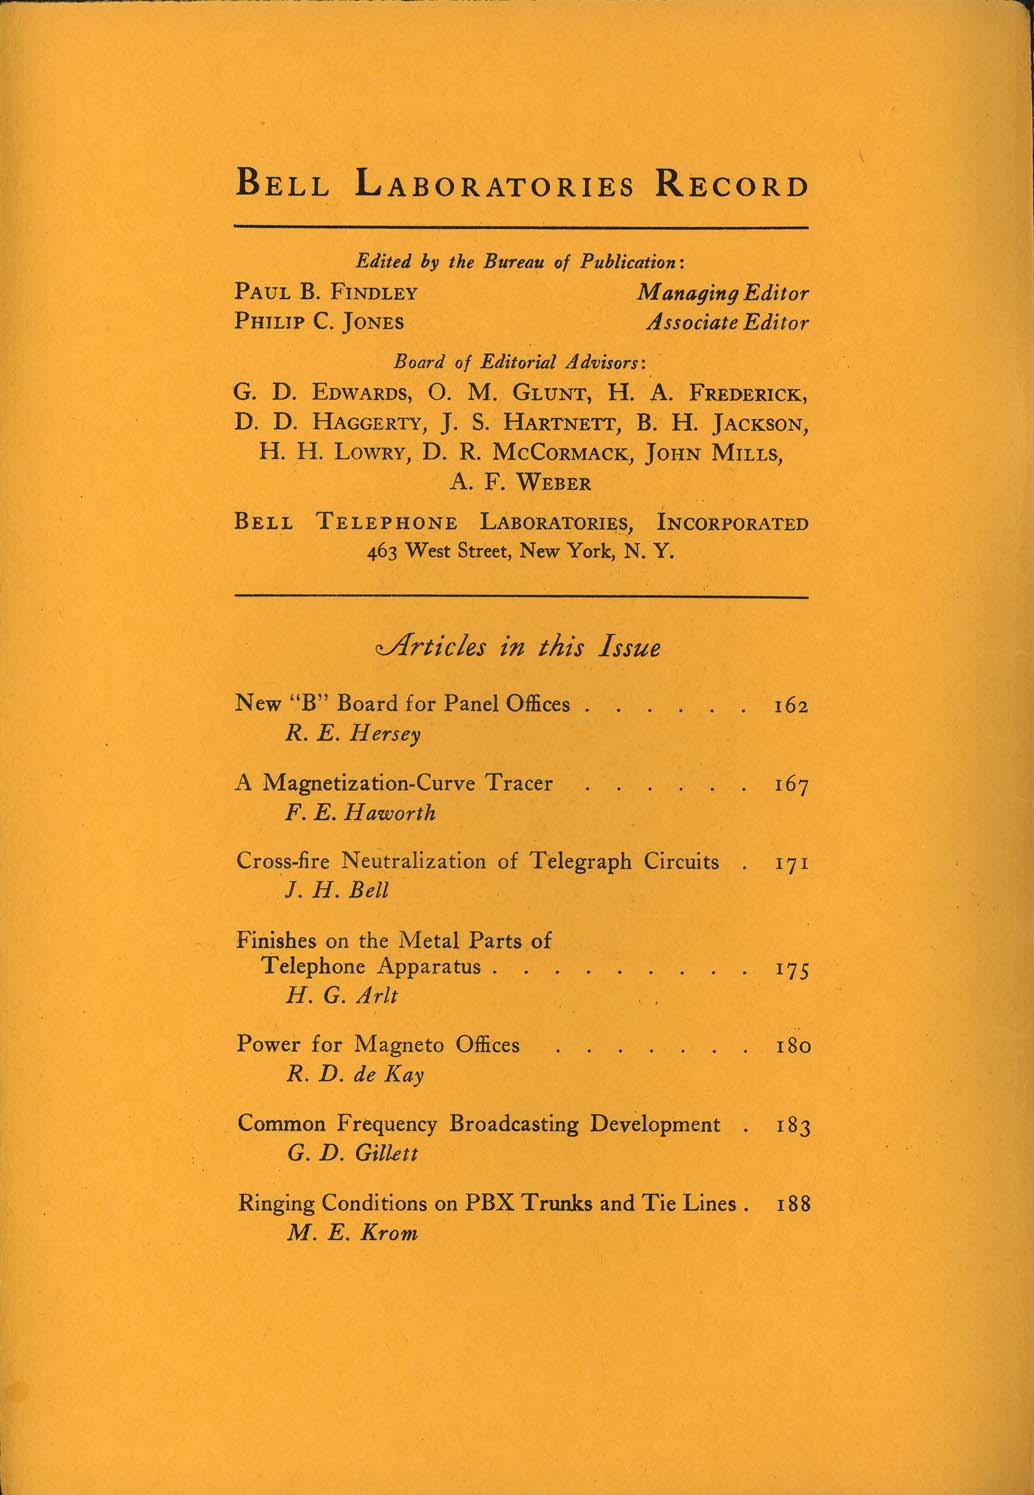 BELL LABORATORIES RECORD
Edited by the Bureau of Publication:
PAUL B. FINDLEY Managing Editor
PHILIP C. JONES Associate Editor
Board of Editorial Advisors:
G. D. EDWARDS, O. M. GLUNT, H. A. FREDERICK,
D. D. HAGGERTY, J. S. HARTNETT, B. H. JACKSON,
H. H. LOWRY, D. R. MCCORMACK, JOHN MILLS,
A. F. WEBER
BELL TELEPHONE LABORATORIES, INCORPORATED
463 West Street, New York, N. Y.
Articles in this Issue
New "B" Board for Panel Offices . . . . . . 162
R. E. Hersey
A Magnetization-Curve Tracer . . . . . . 167
F. E. Haworth
Cross-fire Neutralization of Telegraph Circuits . 171
J. H. Bell
Finishes on the Metal Parts of
Telephone Apparatus . . . . . . . . . 175
H. G. Arlt
Power for Magneto Offices . . . . . . . 180
R. D. de Kay
Common Frequency Broadcasting Development . 183
G. D. Gillett
Ringing Conditions on PBX Trunks and Tie Lines . 188
M. E. Krom